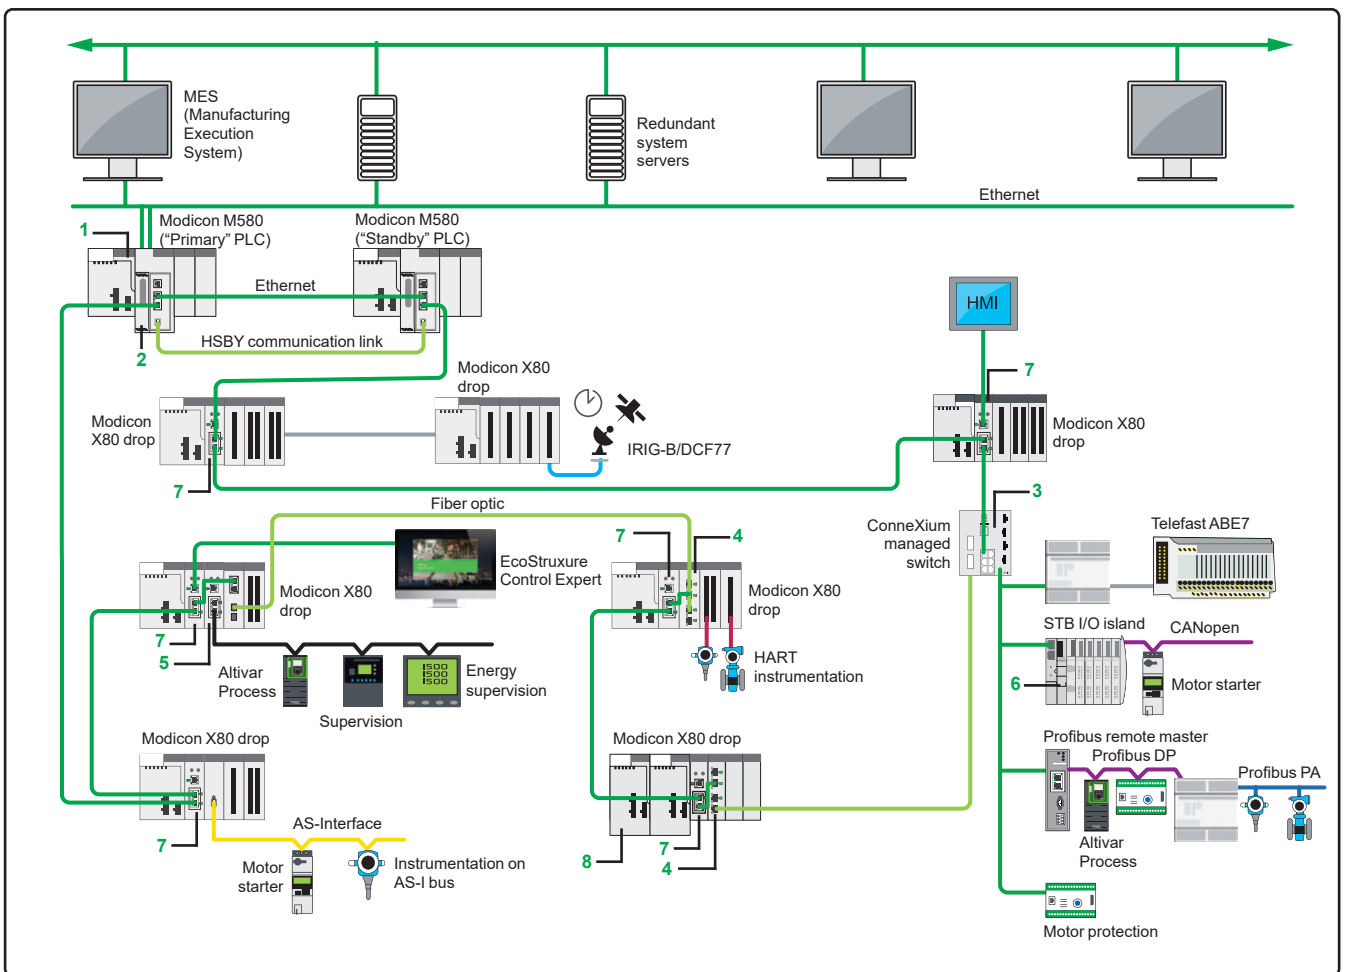 MES
(Manufacturing
Execution
System)
Redundant
system
servers
Ethernet
Modicon M580
("Primary" PLC)
Modicon M580
("Standby" PLC)
1
Ethernet
HMI
HSBY communication link
2
Modicon X80
drop
7
Modicon
X80 drop
IRIG-B/DCF77
Modicon X80
drop
7
3
Fiber optic
ConneXium
managed
switch
Telefast ABE7
7
4
EcoStruxure
Control Expert
Modicon X80
drop
Modicon X80
drop
7
5
STB I/O island
CANopen
Altivar
Process
1500
1500
1500
Energy
supervision
HART
instrumentation
6
Motor starter
Supervision
Modicon X80 drop
Modicon X80 drop
Profibus remote master
Profibus DP
Profibus PA
7
AS-Interface
8
7
4
Altivar
Process
Motor
starter
Instrumentation on
AS-I bus
Motor protection